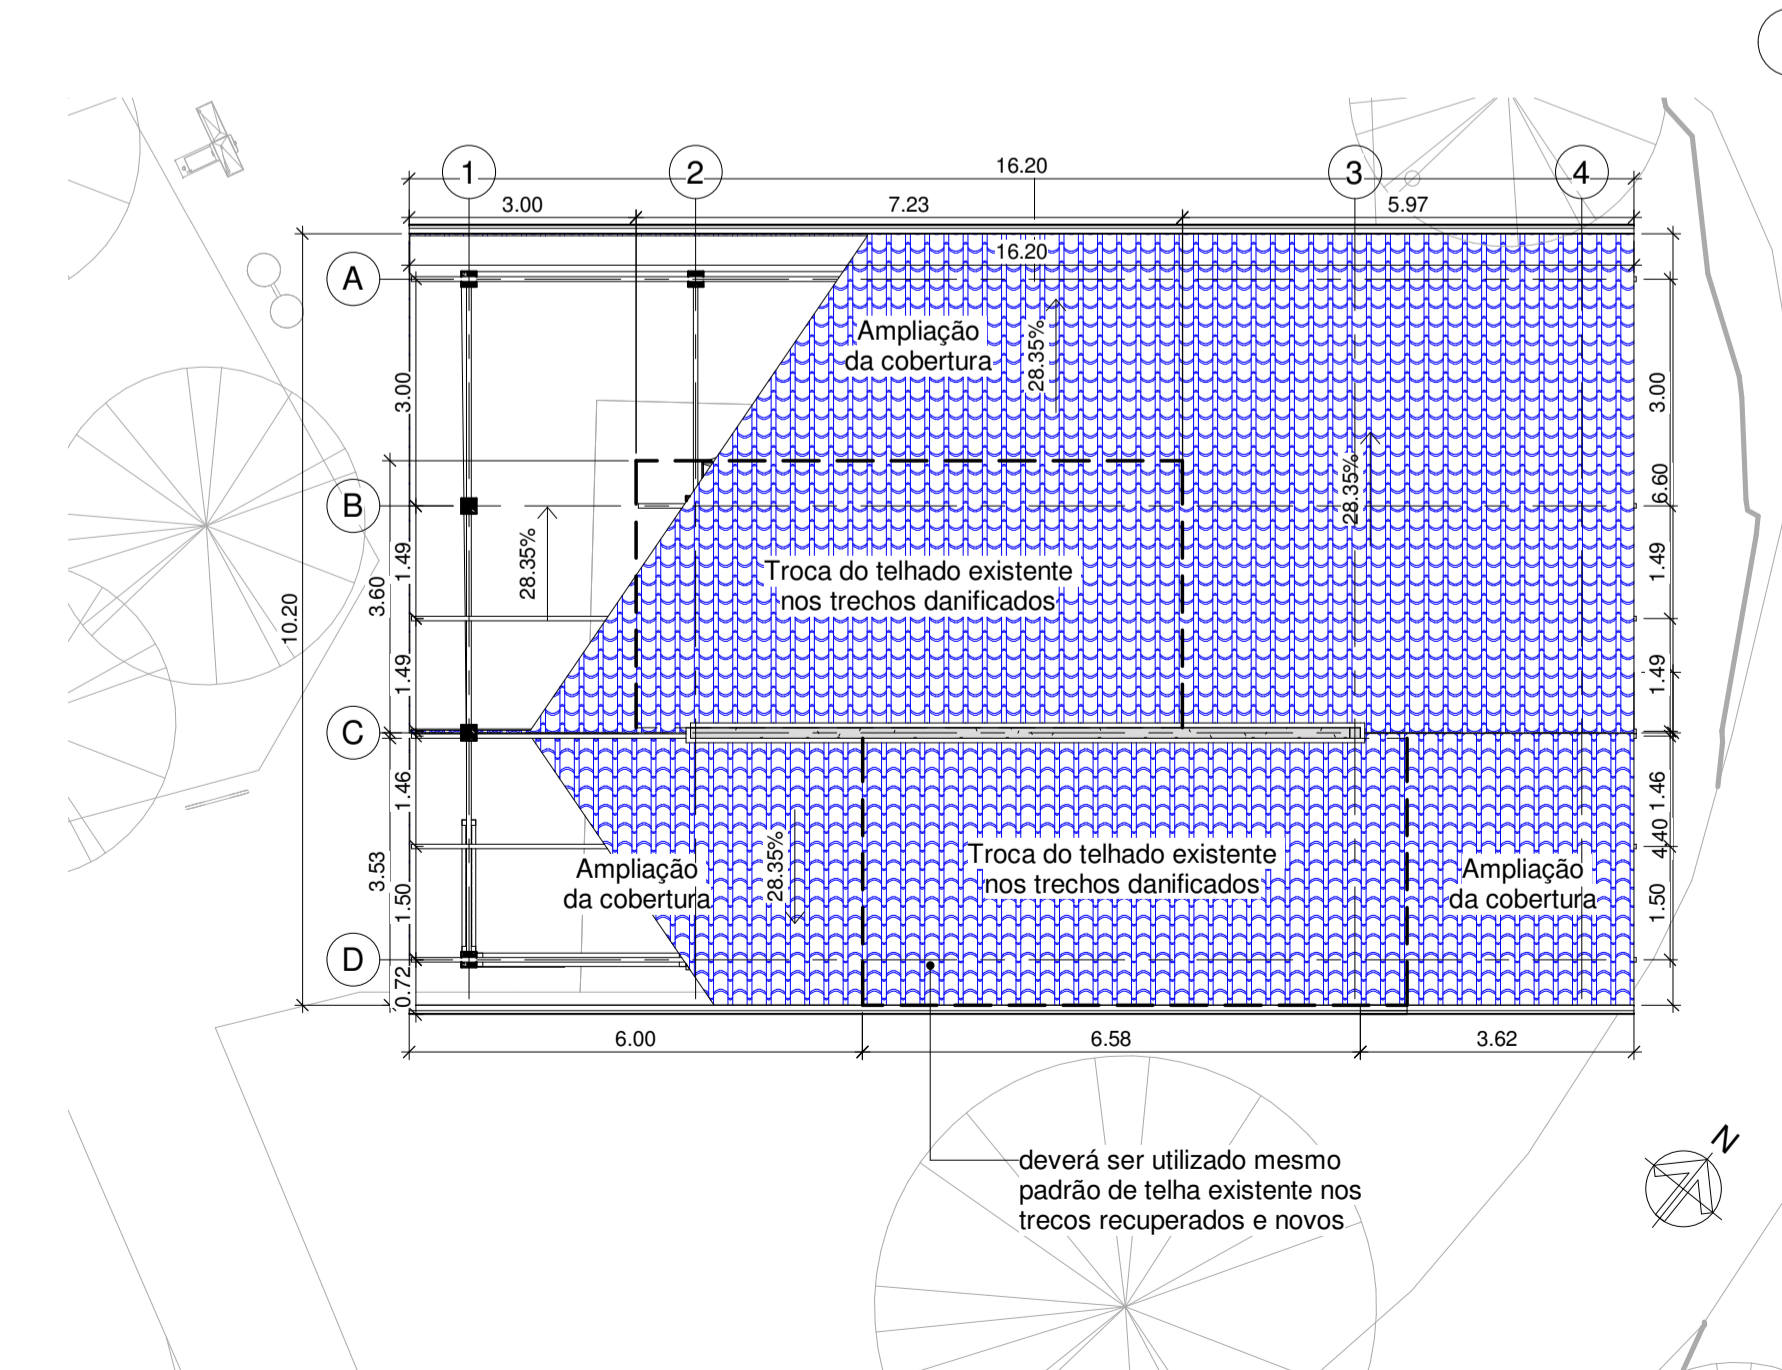 16.20
1
2
3
4
3.00
7.23
5.97
16.20
A
Ampliação
da cobertura
28.35%
3.00
3.00
28.35%
6.60
B
28.35%
1.49
1.49
3.60
10.20
Troca do telhado existente
nos trechos danificados
1.49
1.49
C
1.46
1.46
4.40
3.53
Ampliação
da cobertura
28.35%
Troca do telhado existente
nos trechos danificados
Ampliação
da cobertura
1.50
1.50
D
0.72
6.00
6.58
3.62
N
deverá ser utilizado mesmo
padrão de telha existente nos
trecos recuperados e novos